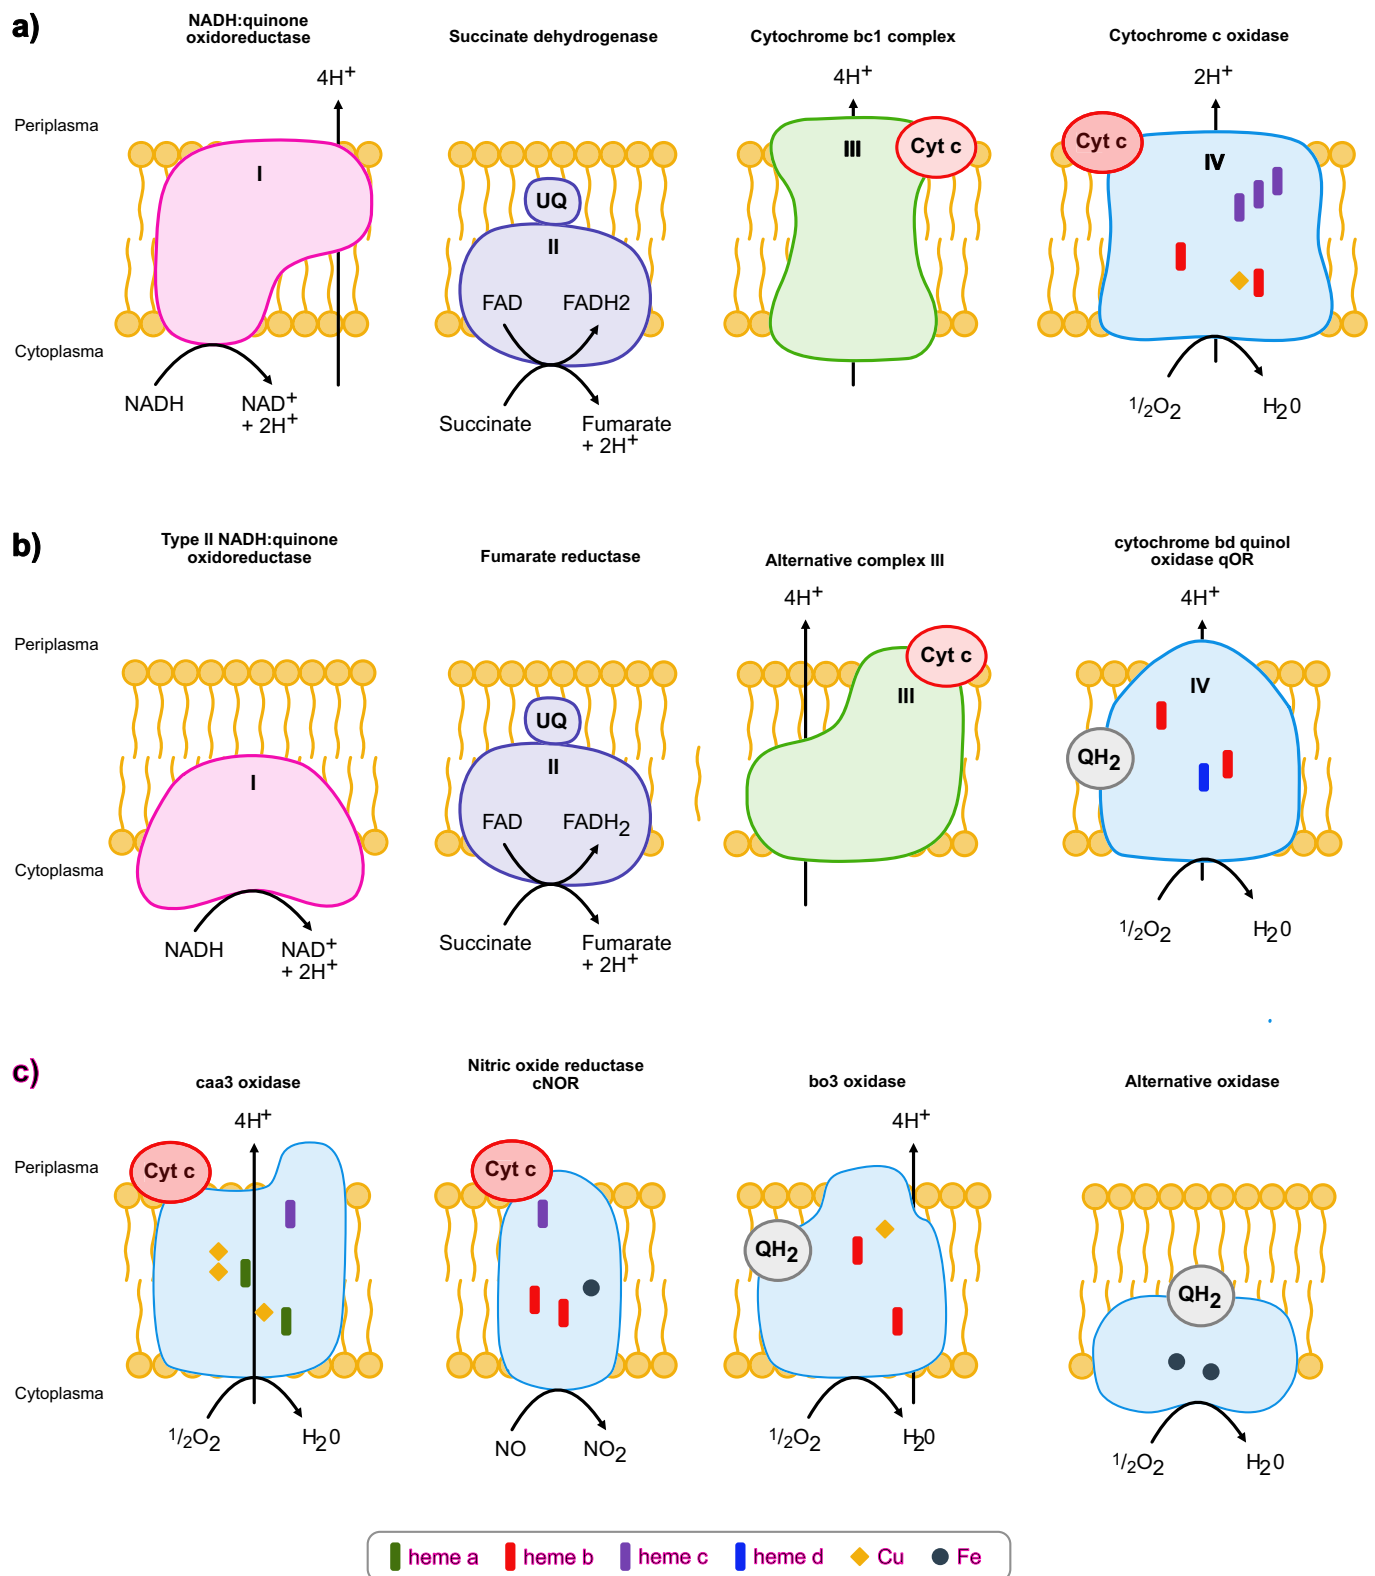 a)
NADH:quinone
oxidoreductase
Succinate dehydrogenase
Cytochrome bc1 complex
Cytochrome c oxidase
4H+
4H+
2H+
Periplasma
I
UQ
II
III
Cyt c
Cyt c
IV
FAD
FADH2
Cytoplasma
NADH
NAD+
+ 2H+
Succinate
Fumarate
+ 2H+
1/2O2
H20
b)
Type II NADH:quinone
oxidoreductase
Fumarate reductase
Alternative complex III
cytochrome bd quinol
oxidase qOR
4H+
4H+
Periplasma
I
UQ
II
Cyt c
III
IV
QH2
FAD
FADH2
Cytoplasma
NADH
NAD+
+ 2H+
Succinate
Fumarate
+ 2H+
1/2O2
H20
c)
caa3 oxidase
Nitric oxide reductase
cNOR
bo3 oxidase
Alternative oxidase
4H+
4H+
Periplasma
Cyt c
Cyt c
QH2
QH2
Cytoplasma
1/2O2
H20
NO
NO2
1/2O2
H20
1/2O2
H20
heme a
heme b
heme c
heme d
Cu
Fe